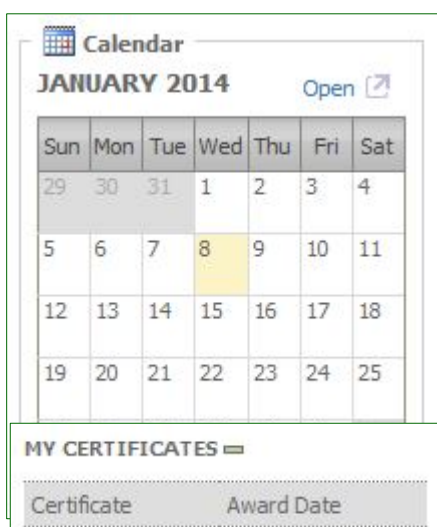 Calendar
JANUARY 2014 Open
Sun Mon Tue Wed Thu Fri Sat
29 30 31 1 2 3 4
5 6 7 8 9 10 11
12 13 14 15 16 17 18
19 20 21 22 23 24 25
MY CERTIFICATES
Certificate Award Date